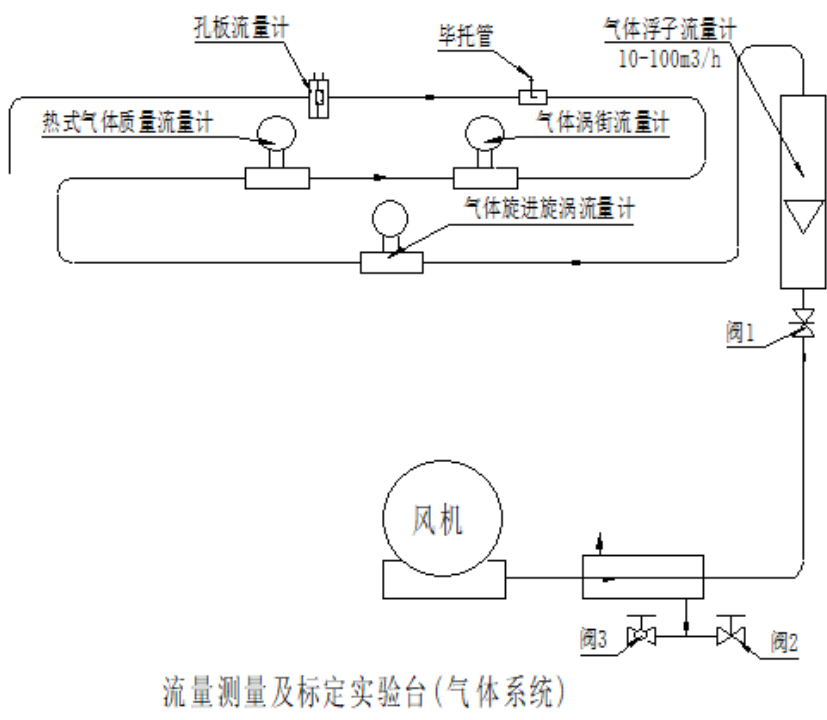 孔板流量计
毕托管
气体浮子流量计
10-100m3/h
热式气体质量流量计
气体涡街流量计
气体旋进旋涡流量计
阀1
风机
阀3
阀2
流量测量及标定实验台(气体系统)